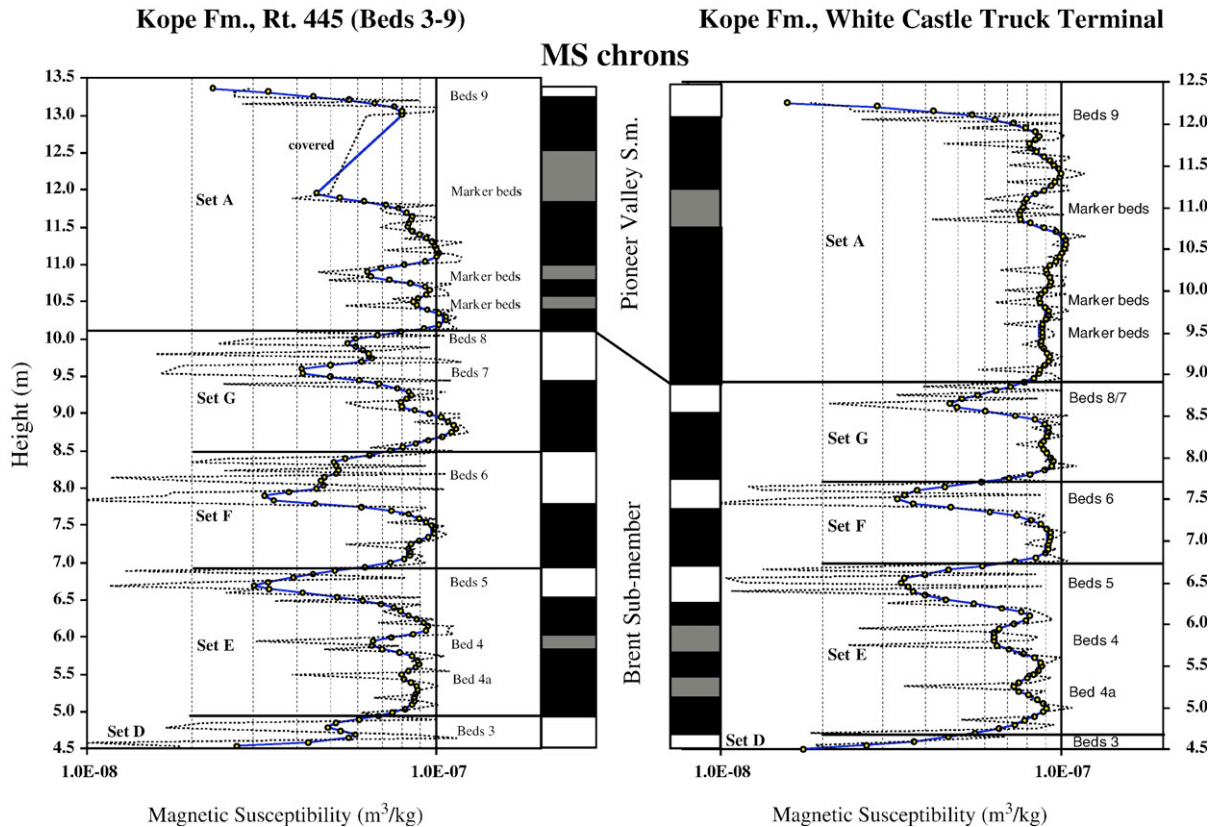 Kope Fm., Rt. 445 (Beds 3-9)
Kope Fm., White Castle Truck Terminal
MS chrons
Height (m)
13.5
13.0
12.5
12.0
11.5
11.0
10.5
10.0
9.5
9.0
8.5
8.0
7.5
7.0
6.5
6.0
5.5
5.0
4.5
Beds 9
covered
Marker beds
Set A
Marker beds
Marker beds
Beds 8
Beds 7
Set G
Beds 6
Set F
Beds 5
Set E
Bed 4
Bed 4a
Set D
Beds 3
1.0E-08
1.0E-07
Magnetic Susceptibility (m³/kg)
Pioneer Valley S.m.
Brent Sub-member
12.5
12.0
11.5
11.0
10.5
10.0
9.5
9.0
8.5
8.0
7.5
7.0
6.5
6.0
5.5
5.0
4.5
Beds 9
Marker beds
Set A
Marker beds
Marker beds
Beds 8/7
Set G
Beds 6
Set F
Beds 5
Beds 4
Set E
Bed 4a
Set D
Beds 3
1.0E-08
1.0E-07
Magnetic Susceptibility (m³/kg)